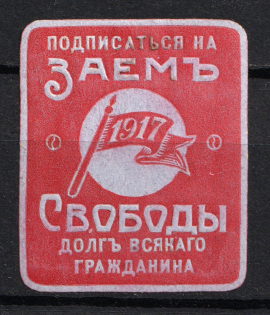 ПОДПИСАТЬСЯ НА
ЗАЕМЪ
1917
СВОБОДЫ
ДОЛГЪ ВСЯКАГО
ГРАЖДАНИНА